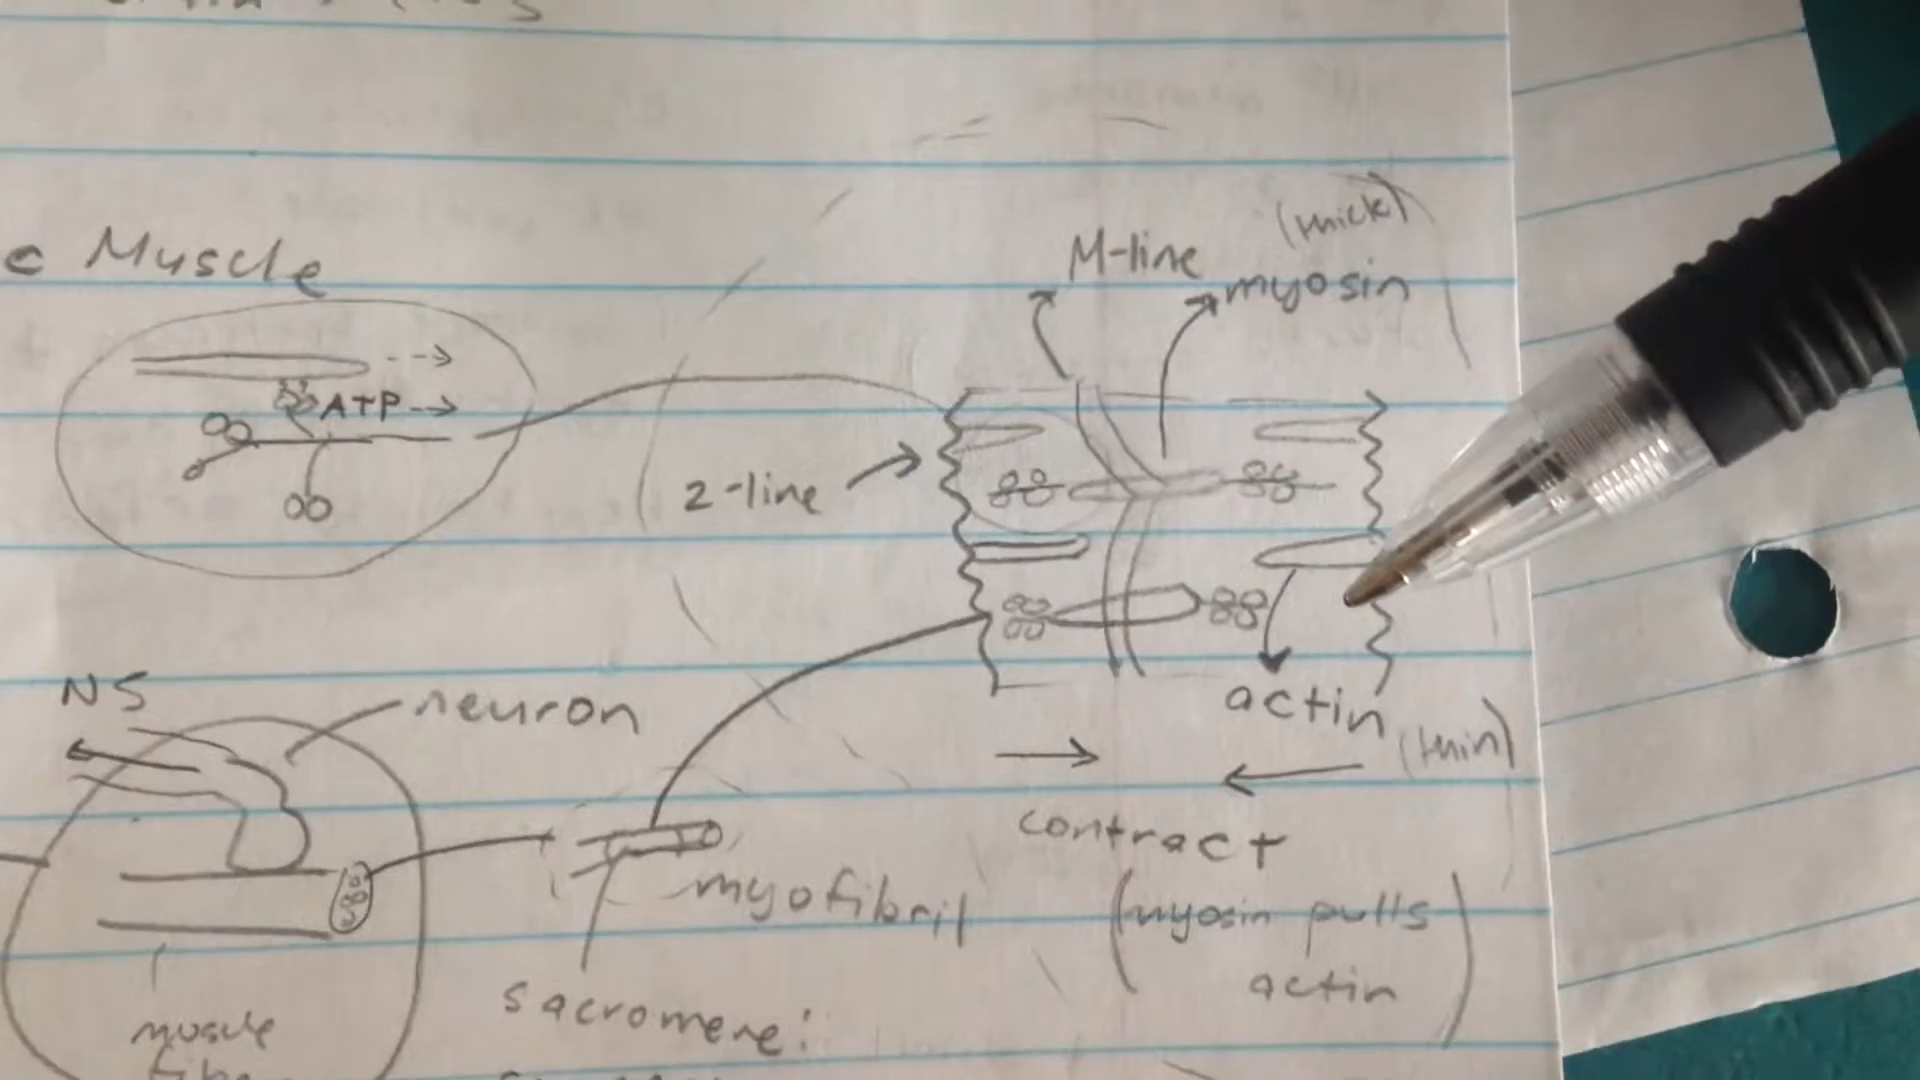 c Muscle
(thick)
M-line
myosin
ATP
Z-line
NS
neuron
actin
(thin)
contract
myofibril
(myosin pulls
actin)
sacromere:
muscle